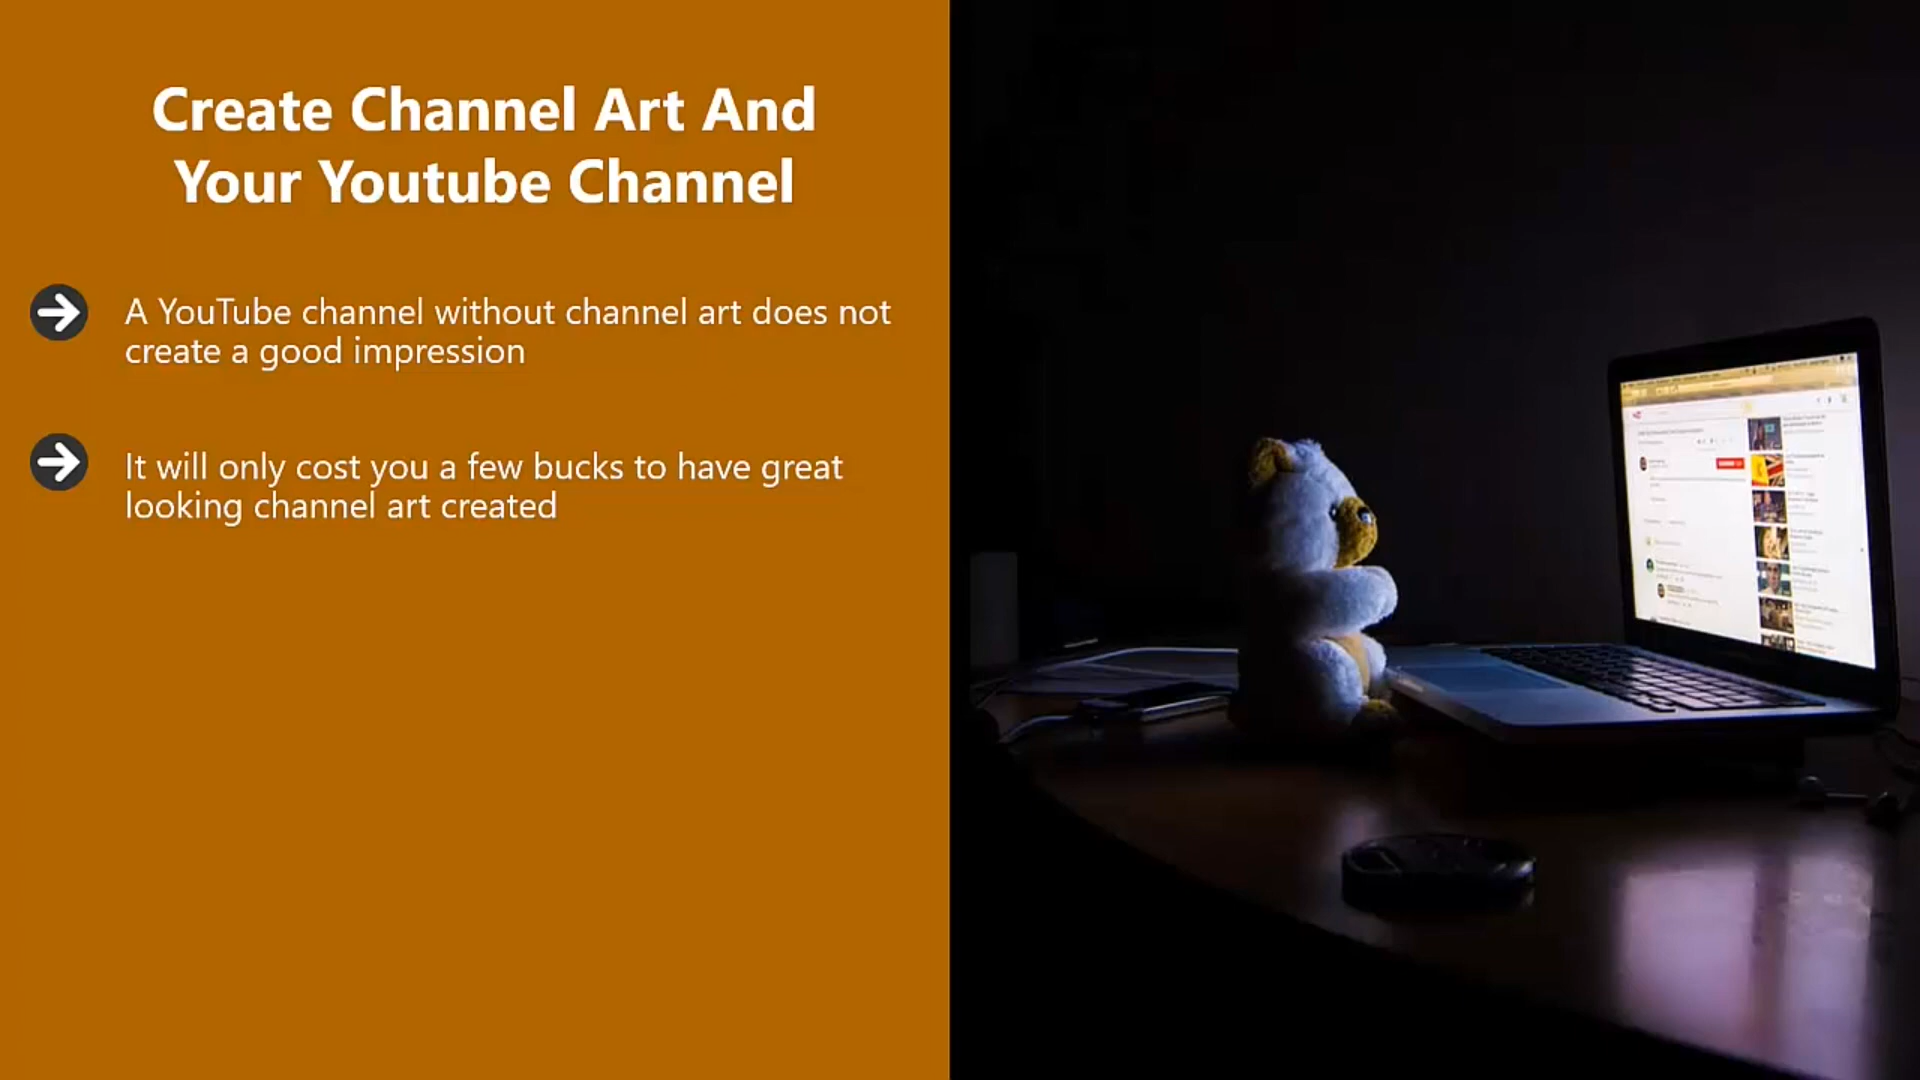 Create Channel Art And
Your Youtube Channel
A YouTube channel without channel art does not
create a good impression
It will only cost you a few bucks to have great
looking channel art created